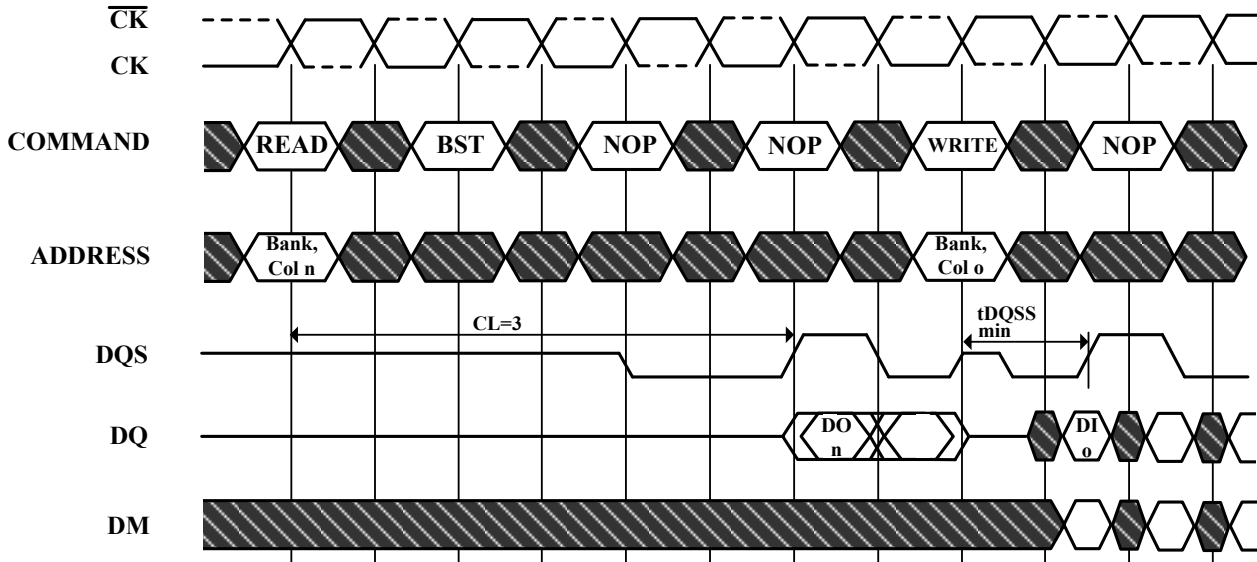 CK
CK
COMMAND
READ
BST
NOP
NOP
WRITE
NOP
ADDRESS
Bank,
Col n
Bank,
Col o
CL=3
tDQSS
min
DQS
DQ
DO
n
DI
o
DM